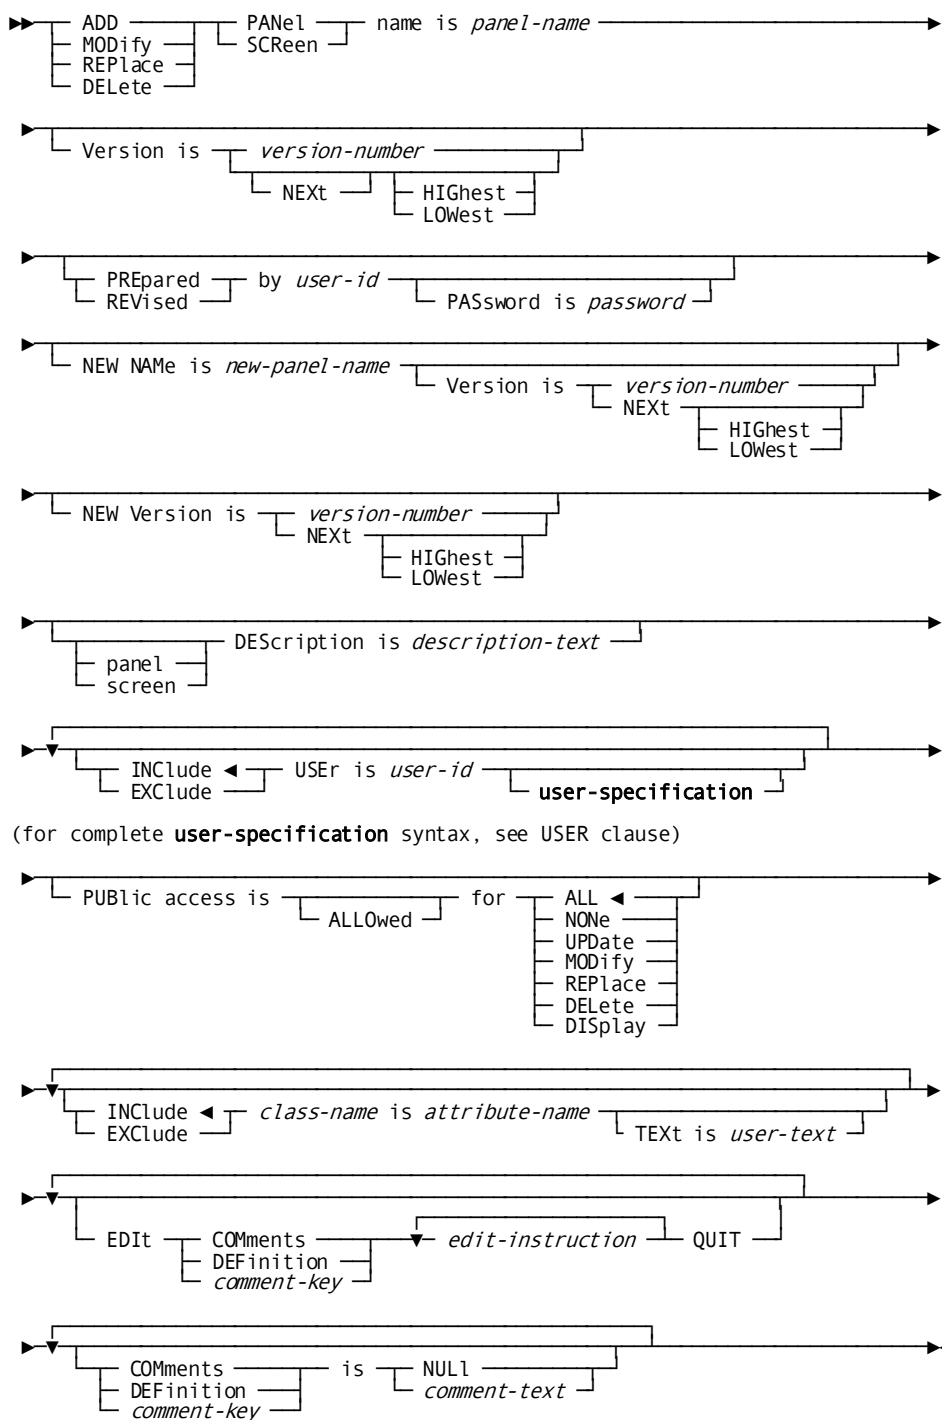 ADD PANel name is panel-name
MODify SCReen
REPlace
DELete
Version is version-number
NEXt HIGhest
LOWest
PREpared by user-id
REVised PASsword is password
NEW NAMe is new-panel-name
Version is version-number
NEXt
HIGhest
LOWest
NEW Version is version-number
NEXt
HIGhest
LOWest
DEScription is description-text
panel
screen
INClude USEr is user-id
EXClude user-specification
(for complete user-specification syntax, see USER clause)
PUBlic access is for ALL
ALLOwed NONe
UPDate
MODify
REPlace
DELete
DISplay
INClude class-name is attribute-name
EXClude TEXt is user-text
EDIt COMments edit-instruction QUIT
DEFinition
comment-key
COMments is NULl
DEFinition comment-text
comment-key